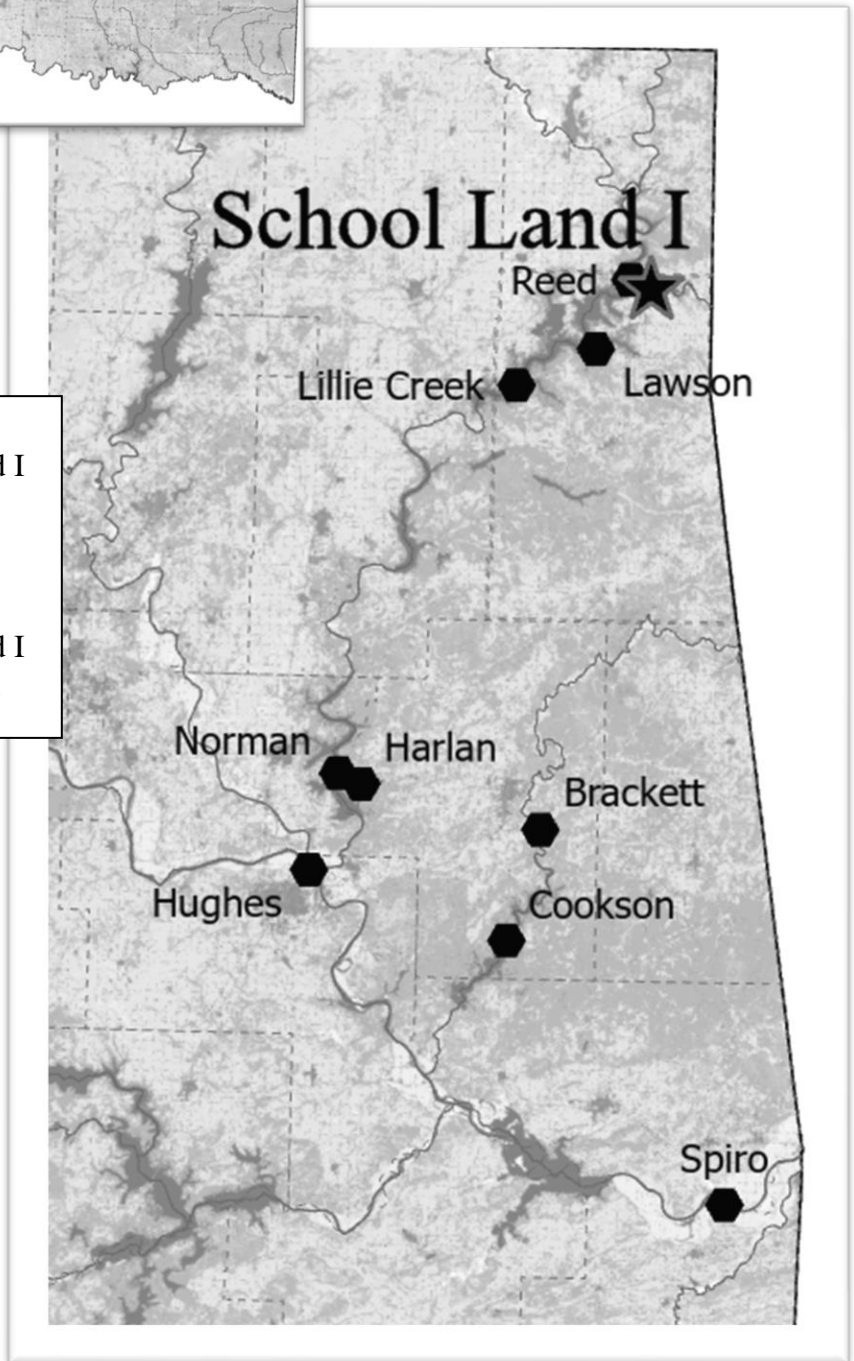 School Land I
Reed
Lillie Creek
Lawson
d I
d I
Norman
Harlan
Brackett
Hughes
Cookson
Spiro